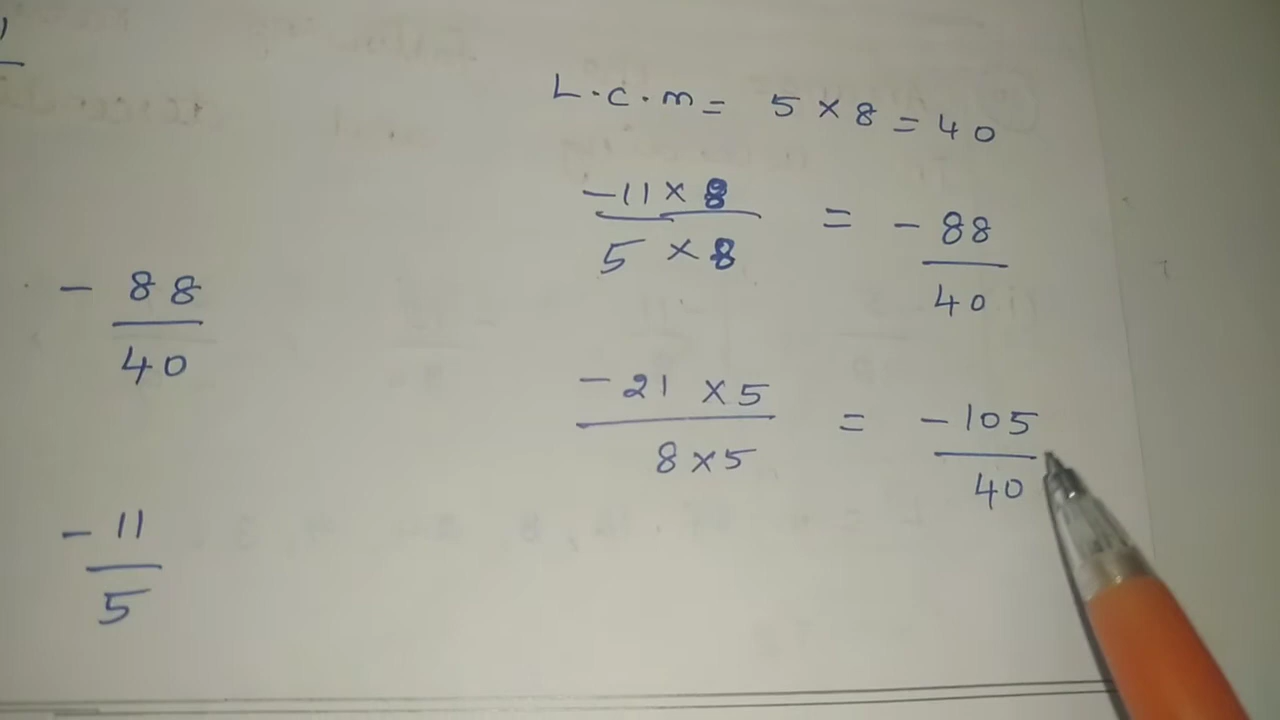 L.c.m = 5 × 8 = 40
-11 × 8 / 5 × 8 = -88 / 40
-88 / 40
-21 × 5 / 8 × 5 = -105 / 40
-11 / 5